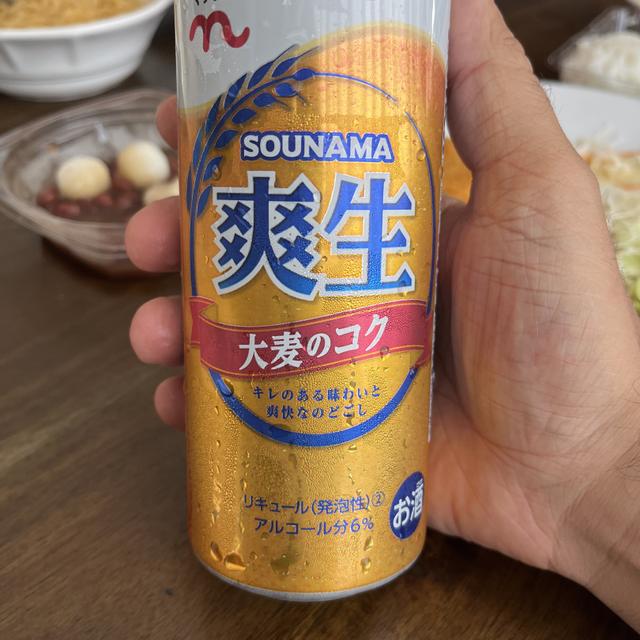 SOUNAMA
爽生
大麦のコク
キレのある味わいと
爽快なのどごし
リキュール(発泡性)②
アルコール分6%
お酒